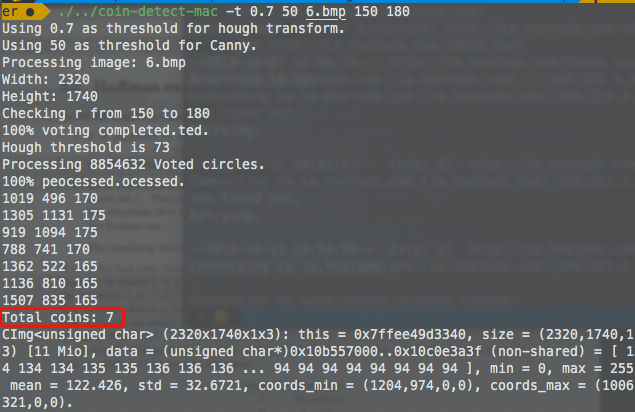 er ● ./../coin-detect-mac -t 0.7 50 6.bmp 150 180
Using 0.7 as threshold for hough transform.
Using 50 as threshold for Canny.
Processing image: 6.bmp
Width: 2320
Height: 1740
Checking r from 150 to 180
100% voting completed.ted.
Hough threshold is 73
Processing 8854632 Voted circles.
100% peocessed.ocessed.
1019 496 170
1305 1131 175
919 1094 175
788 741 170
1362 522 165
1136 810 165
1507 835 165
Total coins: 7
CImg<unsigned char> (2320x1740x1x3): this = 0x7ffee49d3340, size = (2320,1740,1
3) [11 Mio], data = (unsigned char*)0x10b557000..0x10c0e3a3f (non-shared) = [ 1
4 134 134 135 135 136 136 136 ... 94 94 94 94 94 94 94 94 ], min = 0, max = 255
mean = 122.426, std = 32.6721, coords_min = (1204,974,0,0), coords_max = (1006
321,0,0).